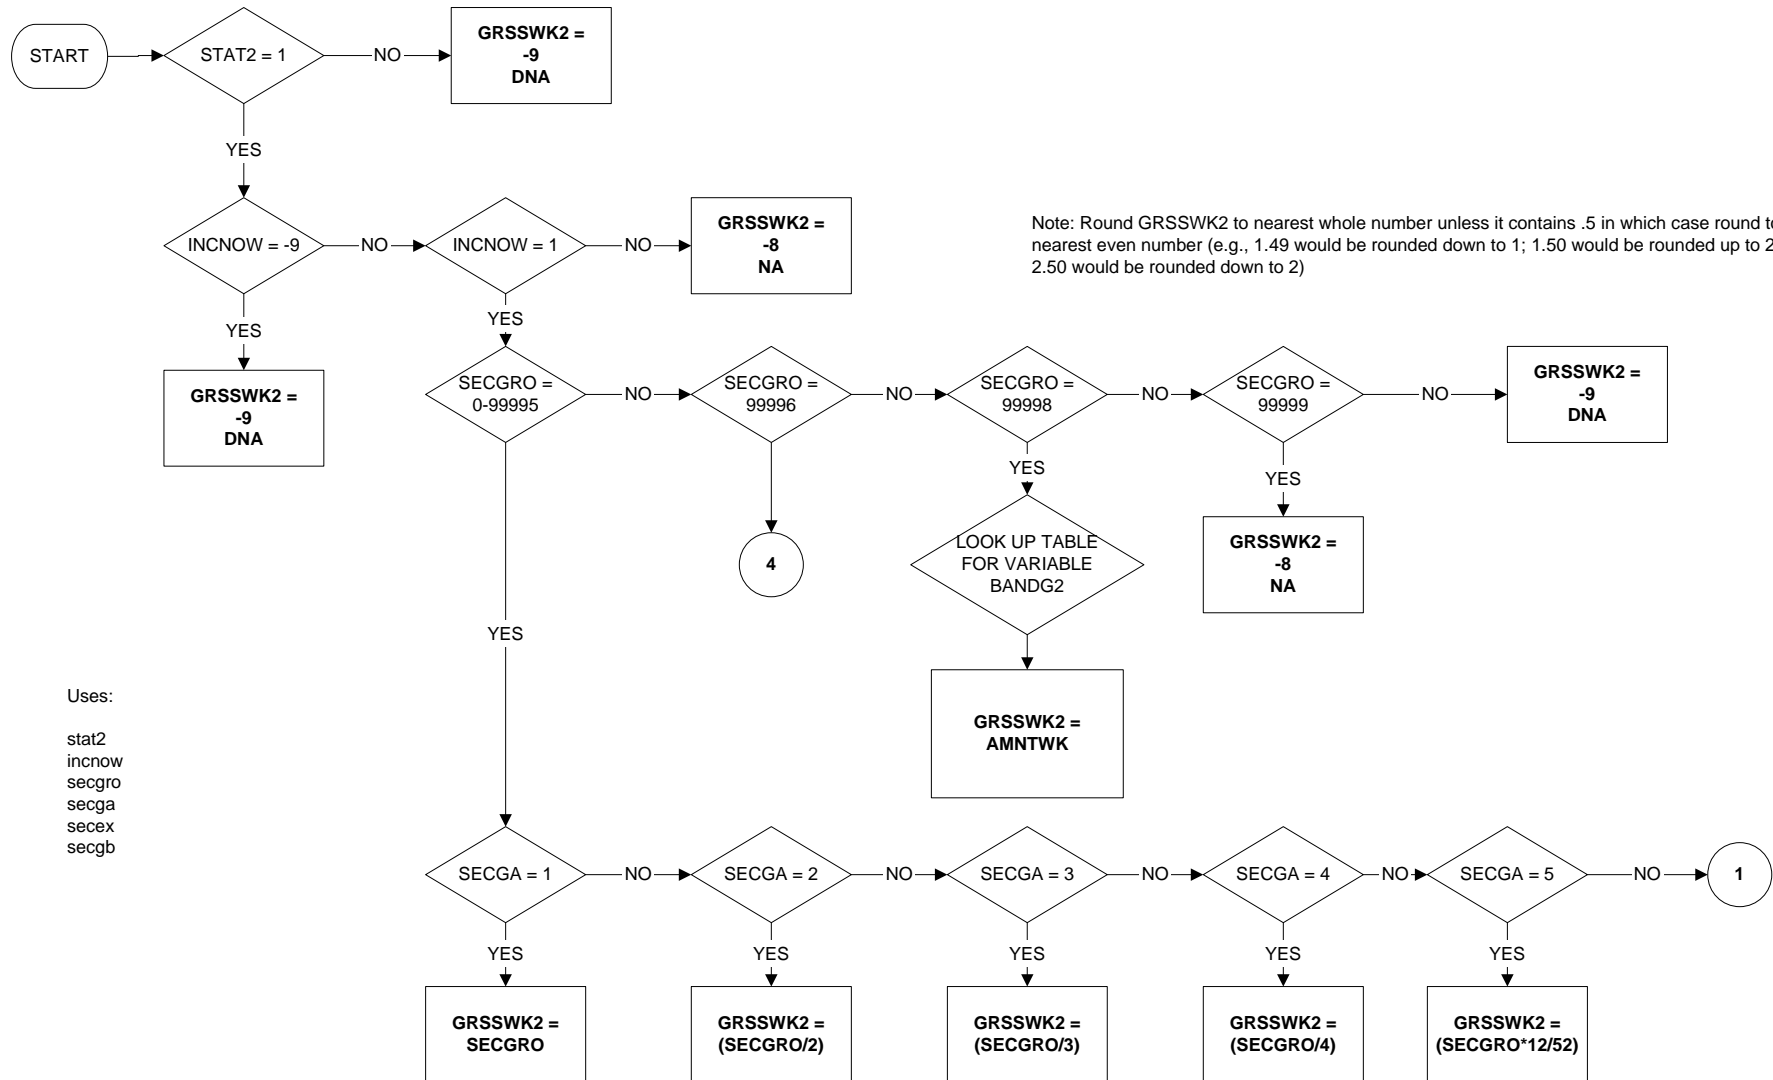 START
STAT2 = 1
NO
GRSSWK2 =
-9
DNA
YES
INCNOW = -9
NO
INCNOW = 1
NO
GRSSWK2 =
-8
NA
Note: Round GRSSWK2 to nearest whole number unless it contains .5 in which case round
nearest even number (e.g., 1.49 would be rounded down to 1; 1.50 would be rounded up to 2
2.50 would be rounded down to 2)
YES
GRSSWK2 =
-9
DNA
YES
SECGRO =
0-99995
NO
SECGRO =
99996
NO
SECGRO =
99998
NO
SECGRO =
99999
NO
GRSSWK2 =
-9
DNA
4
YES
LOOK UP TABLE
FOR VARIABLE
BANDG2
GRSSWK2 =
AMNTWK
YES
GRSSWK2 =
-8
NA
YES
Uses:
stat2
incnow
secgro
secga
secex
secgb
SECGA = 1
NO
SECGA = 2
NO
SECGA = 3
NO
SECGA = 4
NO
SECGA = 5
NO
1
YES
YES
YES
YES
YES
GRSSWK2 =
SECGRO
GRSSWK2 =
(SECGRO/2)
GRSSWK2 =
(SECGRO/3)
GRSSWK2 =
(SECGRO/4)
GRSSWK2 =
(SECGRO*12/52)